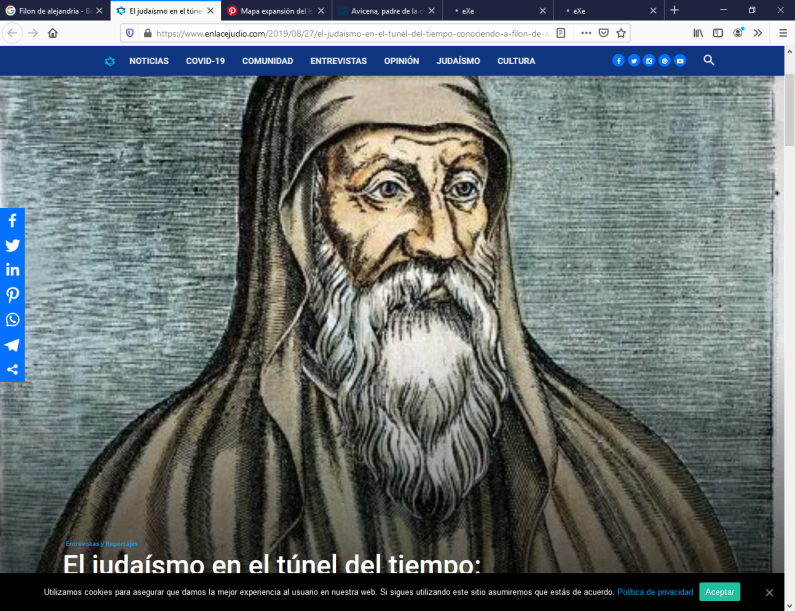 Filon de alejandria - B
El judaísmo en el túne
Mapa expansión del I
Avicena, padre de la c
eXe
eXe
https://www.enlacejudio.com/2019/08/27/el-judaismo-en-el-tunel-del-tiempo-conociendo-a-filon-de-a
NOTICIAS COVID-19 COMUNIDAD ENTREVISTAS OPINIÓN JUDAÍSMO CULTURA
Entrevistas y Reportajes
El judaísmo en el túnel del tiempo:
Utilizamos cookies para asegurar que damos la mejor experiencia al usuario en nuestra web. Si sigues utilizando este sitio asumiremos que estás de acuerdo. Política de privacidad Aceptar